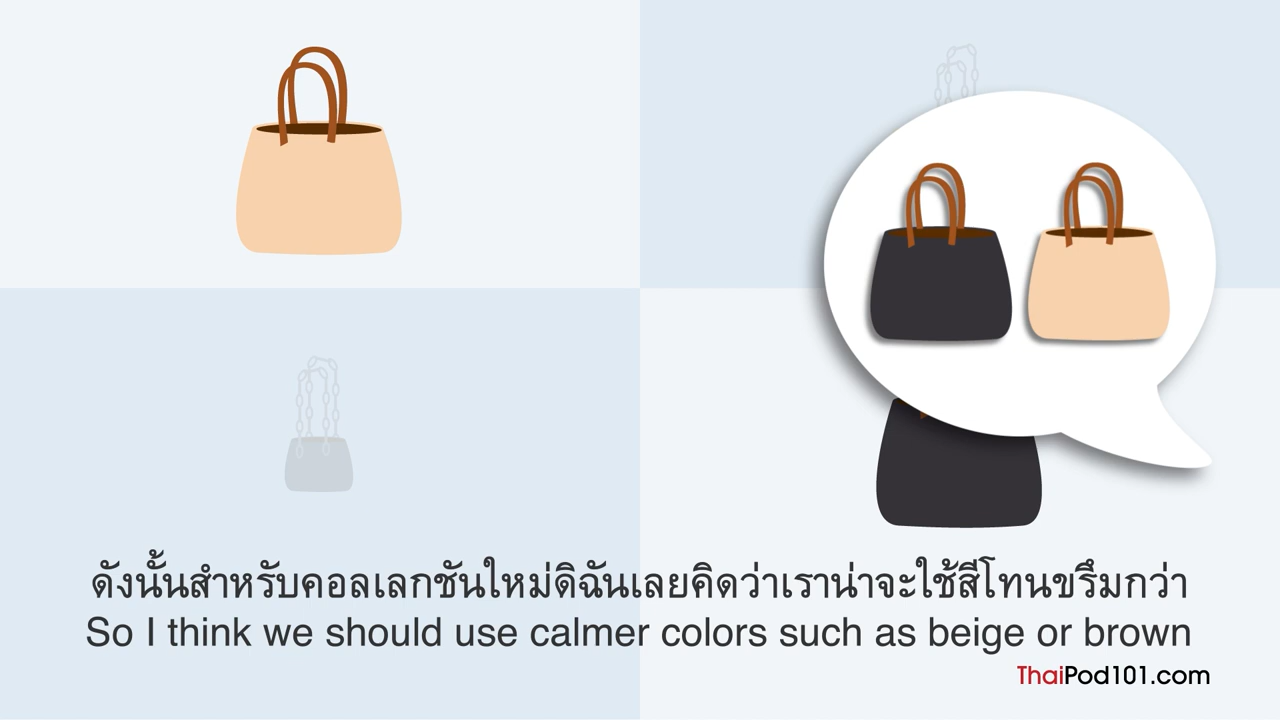 ดังนั้นสำหรับคอลเลกชันใหม่ดิฉันเลยคิดว่าเราน่าจะใช้สีโทนขรึมกว่า
So I think we should use calmer colors such as beige or brown
ThaiPod101.com